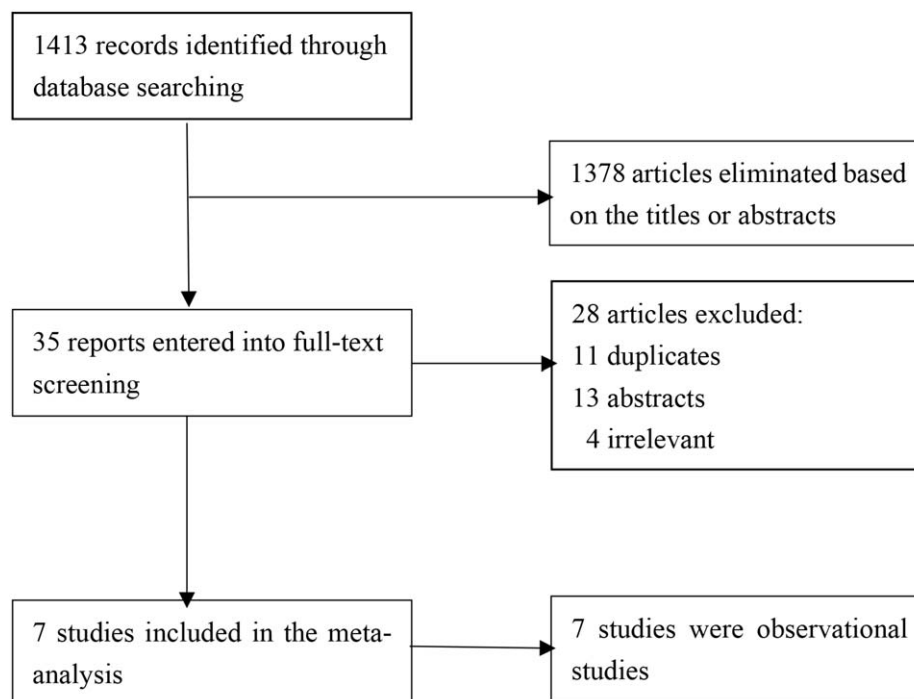 1413 records identified through
database searching
1378 articles eliminated based
on the titles or abstracts
35 reports entered into full-text
screening
28 articles excluded:
11 duplicates
13 abstracts
4 irrelevant
7 studies included in the meta-
analysis
7 studies were observational
studies